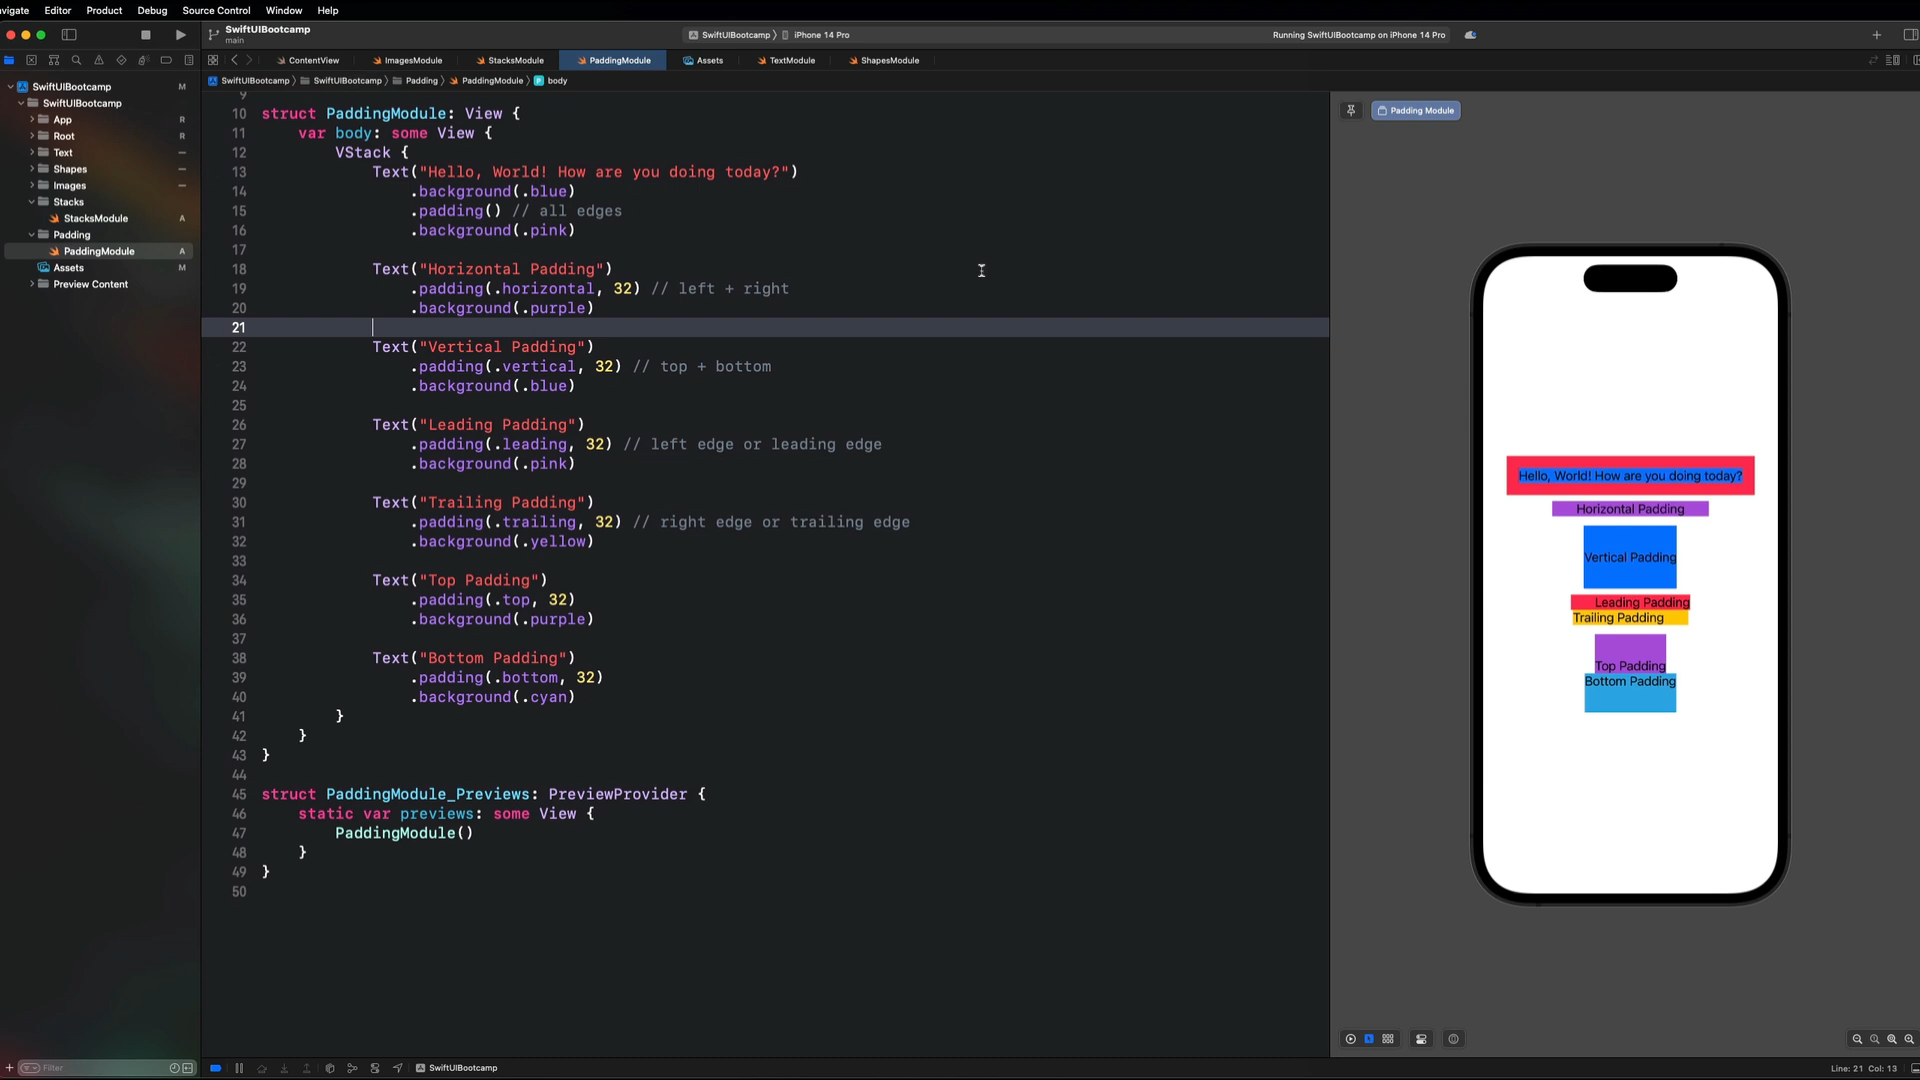 avigate Editor Product Debug Source Control Window Help
SwiftUIBootcamp
main
SwiftUIBootcamp 〉 iPhone 14 Pro
Running SwiftUIBootcamp on iPhone 14 Pro
ContentView ImagesModule StacksModule PaddingModule Assets TextModule ShapesModule
SwiftUIBootcamp 〉 SwiftUIBootcamp 〉 Padding 〉 PaddingModule 〉 body
SwiftUIBootcamp M
SwiftUIBootcamp
App R
Root R
Text
Shapes
Images
Stacks
StacksModule A
Padding
PaddingModule A
Assets M
Preview Content
Filter
9
10 struct PaddingModule: View {
11 var body: some View {
12 VStack {
13 Text("Hello, World! How are you doing today?")
14 .background(.blue)
15 .padding() // all edges
16 .background(.pink)
17
18 Text("Horizontal Padding")
19 .padding(.horizontal, 32) // left + right
20 .background(.purple)
21
22 Text("Vertical Padding")
23 .padding(.vertical, 32) // top + bottom
24 .background(.blue)
25
26 Text("Leading Padding")
27 .padding(.leading, 32) // left edge or leading edge
28 .background(.pink)
29
30 Text("Trailing Padding")
31 .padding(.trailing, 32) // right edge or trailing edge
32 .background(.yellow)
33
34 Text("Top Padding")
35 .padding(.top, 32)
36 .background(.purple)
37
38 Text("Bottom Padding")
39 .padding(.bottom, 32)
40 .background(.cyan)
41 }
42 }
43 }
44
45 struct PaddingModule_Previews: PreviewProvider {
46 static var previews: some View {
47 PaddingModule()
48 }
49 }
50
Padding Module
Hello, World! How are you doing today?
Horizontal Padding
Vertical Padding
Leading Padding
Trailing Padding
Top Padding
Bottom Padding
SwiftUIBootcamp
Line: 21 Col: 13